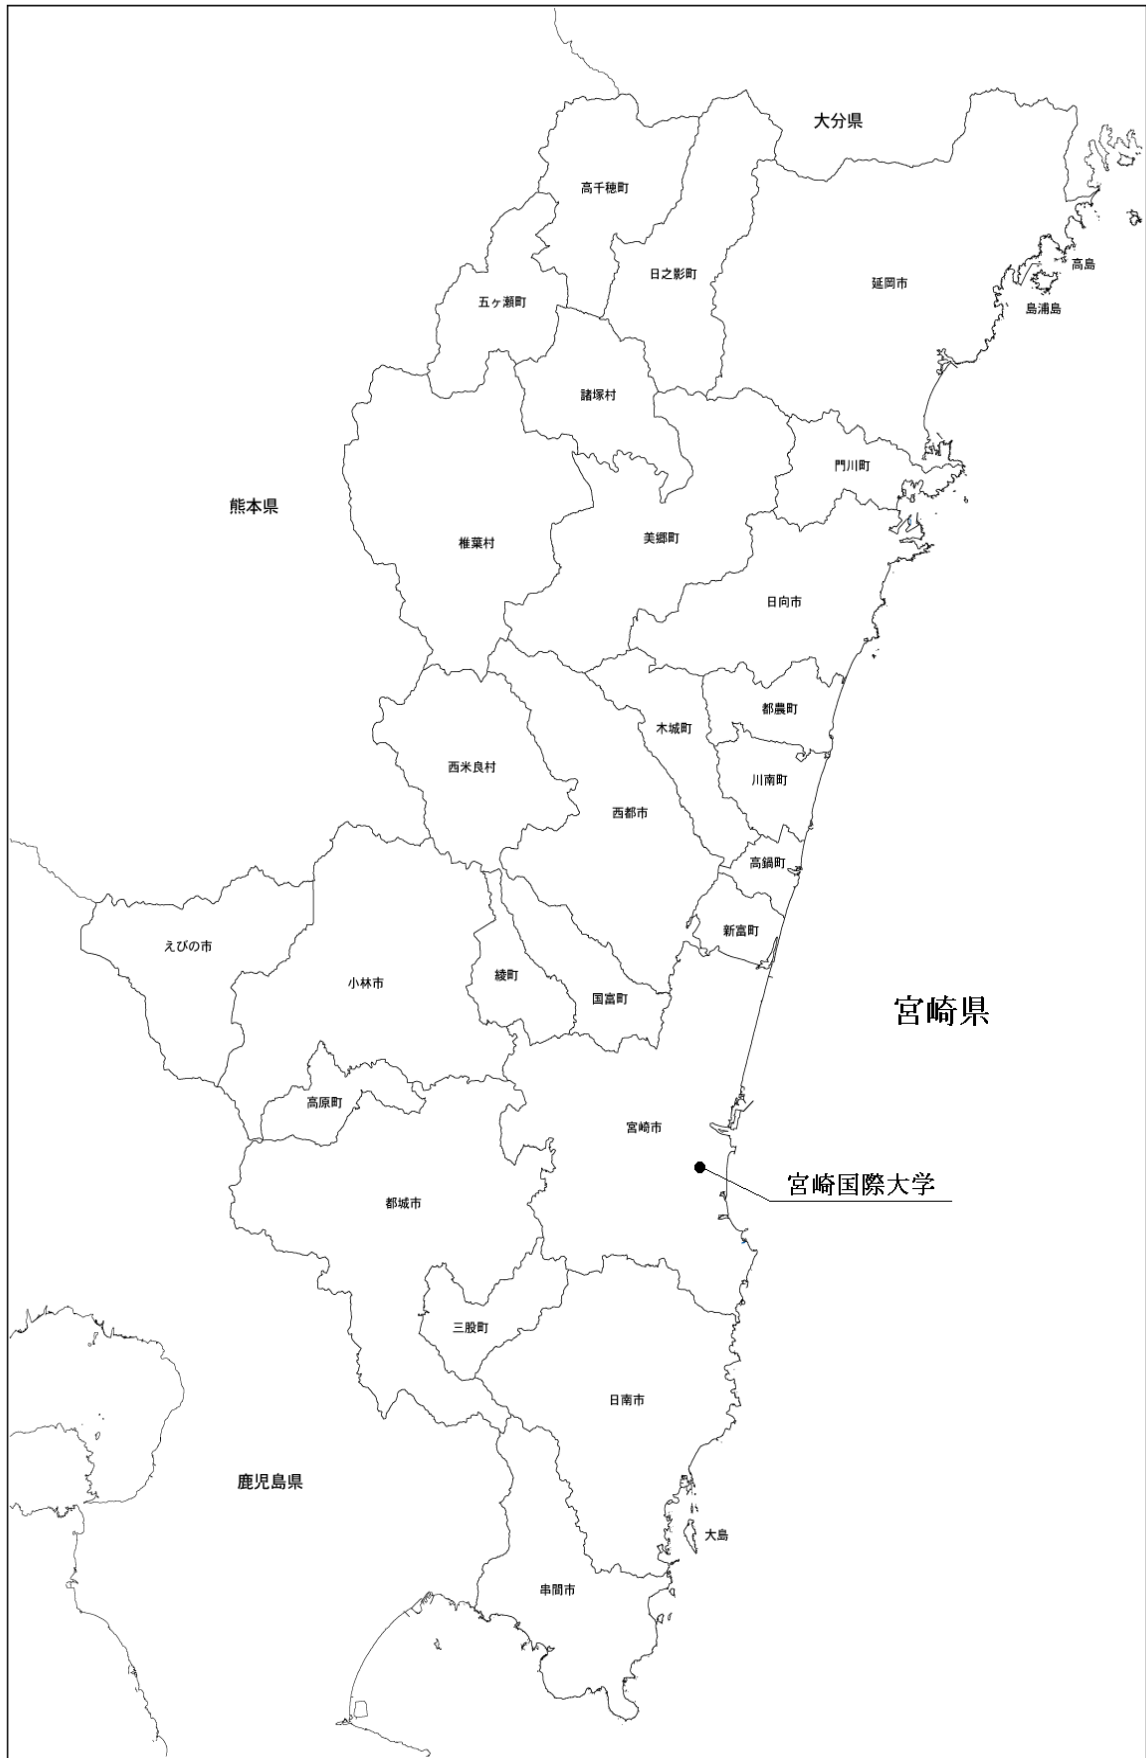 大分県
高千穂町
日之影町
高島
延岡市
五ヶ瀬町
島浦島
諸塚村
門川町
熊本県
美郷町
椎葉村
日向市
都農町
木城町
西米良村
川南町
西都市
高鍋町
新富町
えびの市
綾町
小林市
国富町
宮崎県
高原町
宮崎市
宮崎国際大学
都城市
三股町
日南市
鹿児島県
大島
串間市